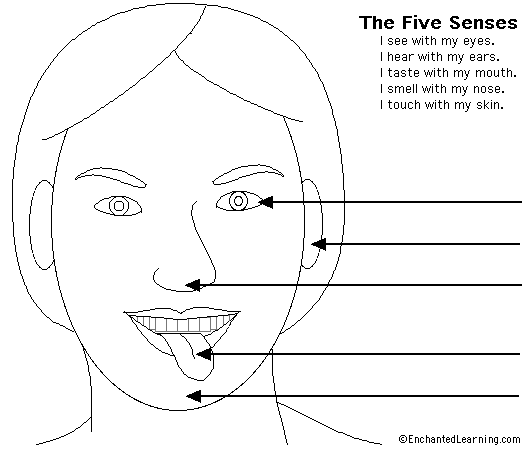 The Five Senses
I see with my eyes.
I hear with my ears.
I taste with my mouth.
I smell with my nose.
I touch with my skin.
©EnchantedLearning.com